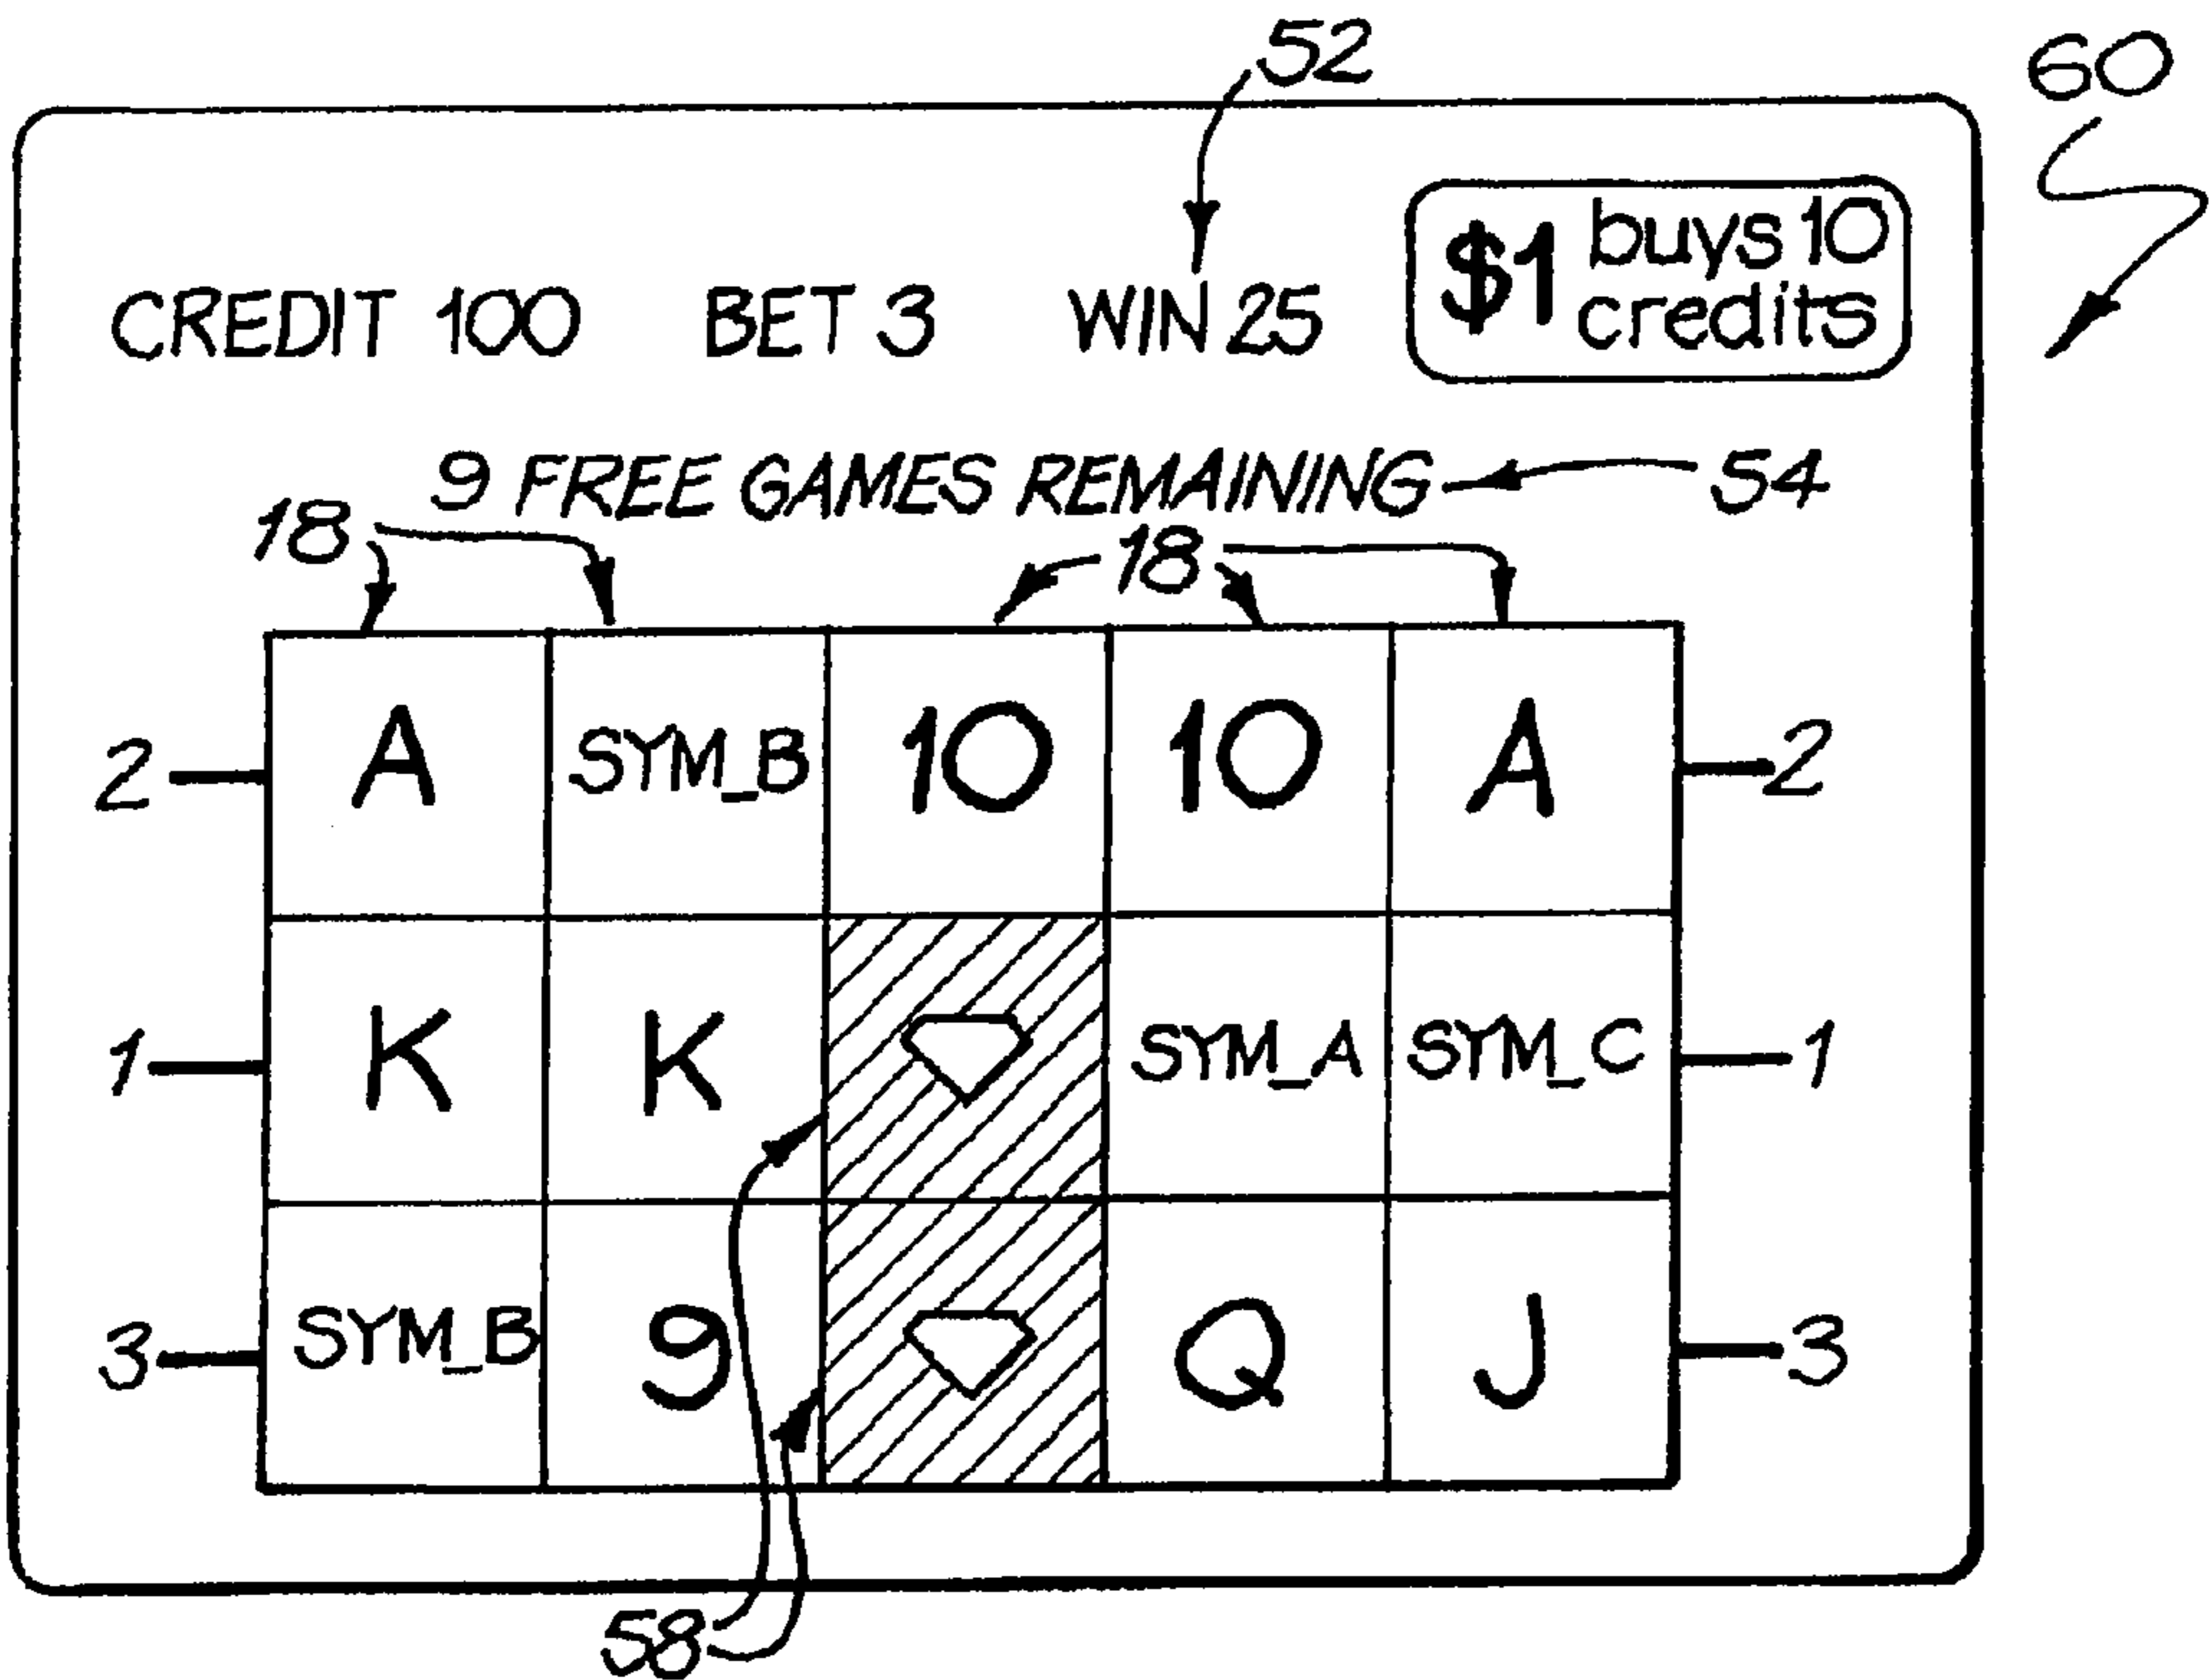 52
60
CREDIT 100 BET 3 WIN 25 $1 buys 10 credits
9 FREE GAMES REMAINING 54
18 18
2 A SYM_B 10 10 A 2
1 K K SYM_A SYM_C 1
3 SYM_B 9 Q J 3
58